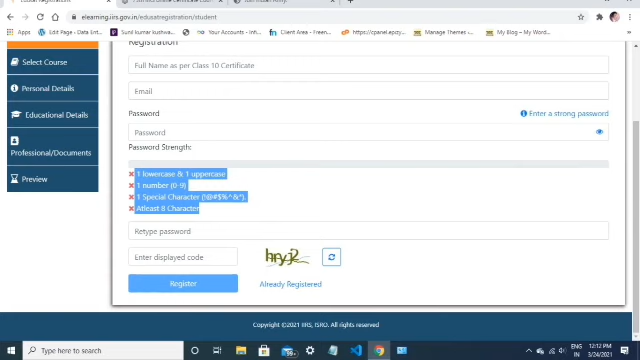 elearning.iirs.gov.in/edusatregistration/student
Apps
YouTube
Edit Page ‹ Data Ent...
Sunil kumar kushwa...
Your Accounts - Infi...
Client Area - Freen...
Manage Themes ‹...
My Blog – My Word...
Registration
Select Course
Personal Details
Educational Details
Professional/Documents
Preview
Full Name as per Class 10 Certificate
Email
Password
Enter a strong password
Password
Password Strength:
1 lowercase & 1 uppercase
1 number (0-9)
1 Special Character (!@#$%^&*).
Atleast 8 Character
Retype password
Enter displayed code
Register
Already Registered
Copyright ©2021 IIRS, ISRO. All rights reserved
Type here to search
ENG
IN
12:12 PM
3/24/2021